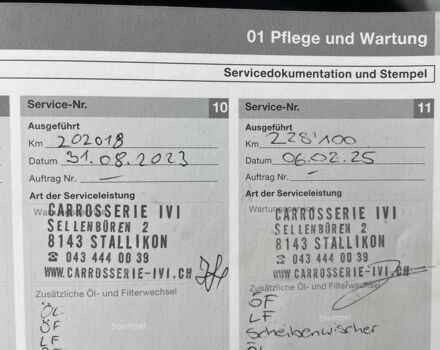 01 Pflege und Wartung
Servicedokumentation und Stempel
Service-Nr. 10
Ausgeführt
Km 202018
Datum 31.08.2023
Auftrag Nr. –
Art der Serviceleistung
CARROSSERIE IVI
SELLENBÜREN 2
8143 STALLIKON
☎ 043 444 00 39
WWW.CARROSSERIE-IVI.CH
Zusätzliche Öl- und Filterwechsel
ÖL
ÖF
LF
Stempel
Service-Nr. 11
Ausgeführt
Km 228'100
Datum 06.02.25
Auftrag Nr. –
Art der Serviceleistung
Wartungsservice
CARROSSERIE IVI
SELLENBÜREN 2
8143 STALLIKON
☎ 043 444 00 39
WWW.CARROSSERIE-IVI.CH
Zusätzliche Öl- und Filterwechsel
ÖF
LF
Stempel
Scheibenwischer